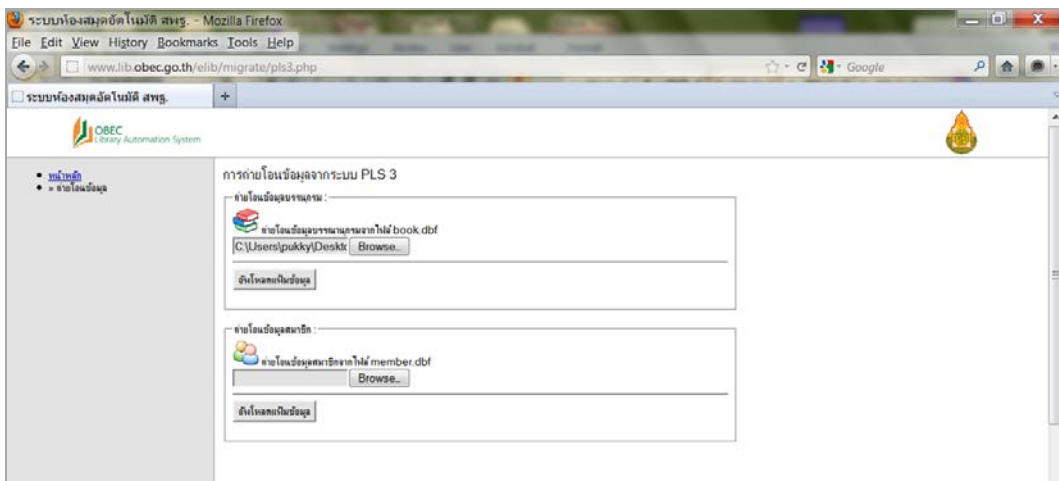 ระบบห้องสมุดอัตโนมัติ สพฐ. - Mozilla Firefox
File Edit View History Bookmarks Tools Help
www.lib.obec.go.th/elib/migrate/pls3.php
Google
ระบบห้องสมุดอัตโนมัติ สพฐ.
OBEC
Library Automation System
หน้าหลัก
» ถ่ายโอนข้อมูล
การถ่ายโอนข้อมูลจากระบบ PLS 3
ถ่ายโอนข้อมูลบรรณกรม :
ถ่ายโอนข้อมูลบรรณานุกรมจากไฟล์ book.dbf
C:\Users\pukky\Deskto Browse...
อัพโหลดแฟ้มข้อมูล
ถ่ายโอนข้อมูลสมาชิก :
ถ่ายโอนข้อมูลสมาชิกจากไฟล์ member.dbf
Browse...
อัพโหลดแฟ้มข้อมูล